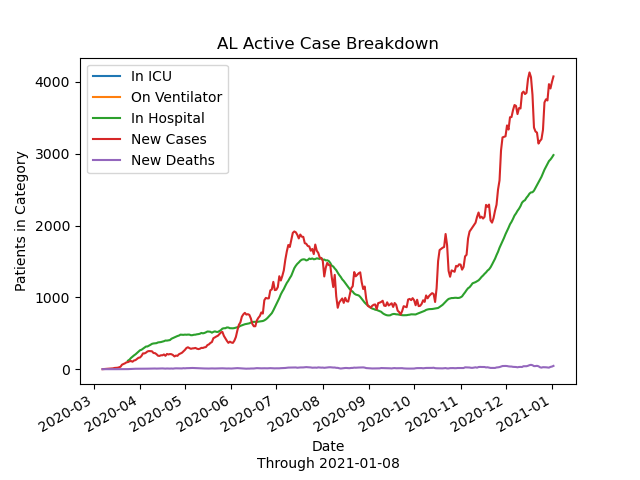 AL Active Case Breakdown
In ICU
On Ventilator
In Hospital
New Cases
New Deaths
Patients in Category
4000
3000
2000
1000
0
2020-03
2020-04
2020-05
2020-06
2020-07
2020-08
2020-09
2020-10
2020-11
2020-12
2021-01
Date
Through 2021-01-08